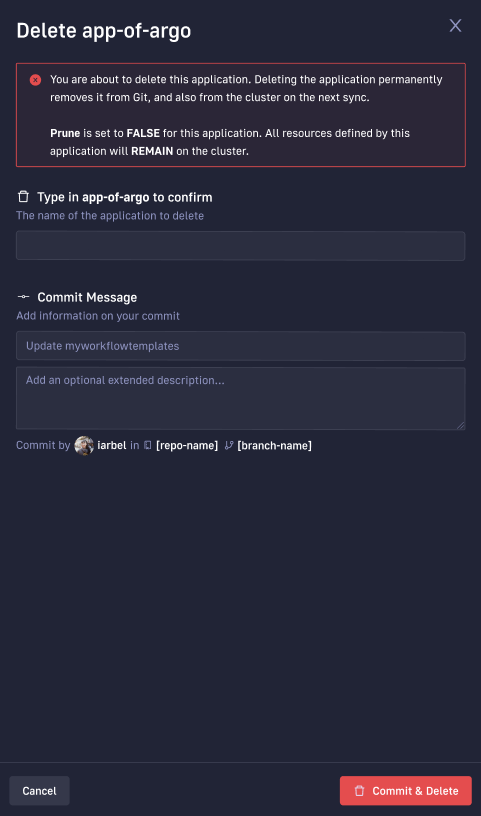 Delete app-of-argo
You are about to delete this application. Deleting the application permanently
removes it from Git, and also from the cluster on the next sync.
Prune is set to FALSE for this application. All resources defined by this
application will REMAIN on the cluster.
Type in app-of-argo to confirm
The name of the application to delete
Commit Message
Add information on your commit
Update myworkflowtemplates
Add an optional extended description...
Commit by iarbel in [repo-name] [branch-name]
Cancel
Commit & Delete